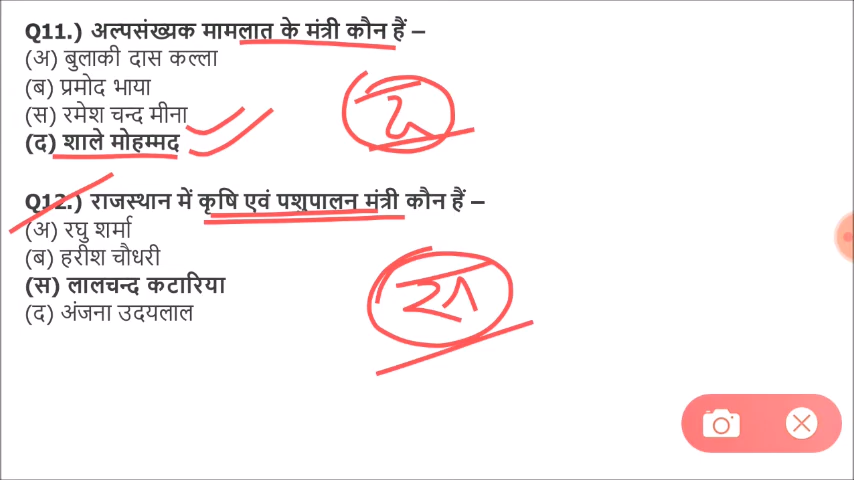 Q11.) अल्पसंख्यक मामलात के मंत्री कौन हैं –
(अ) बुलाकी दास कल्ला
(ब) प्रमोद भाया
(स) रमेश चन्द मीना
(द) शाले मोहम्मद
द
Q12.) राजस्थान में कृषि एवं पशुपालन मंत्री कौन हैं –
(अ) रघु शर्मा
(ब) हरीश चौधरी
(स) लालचन्द कटारिया
(द) अंजना उदयलाल
स